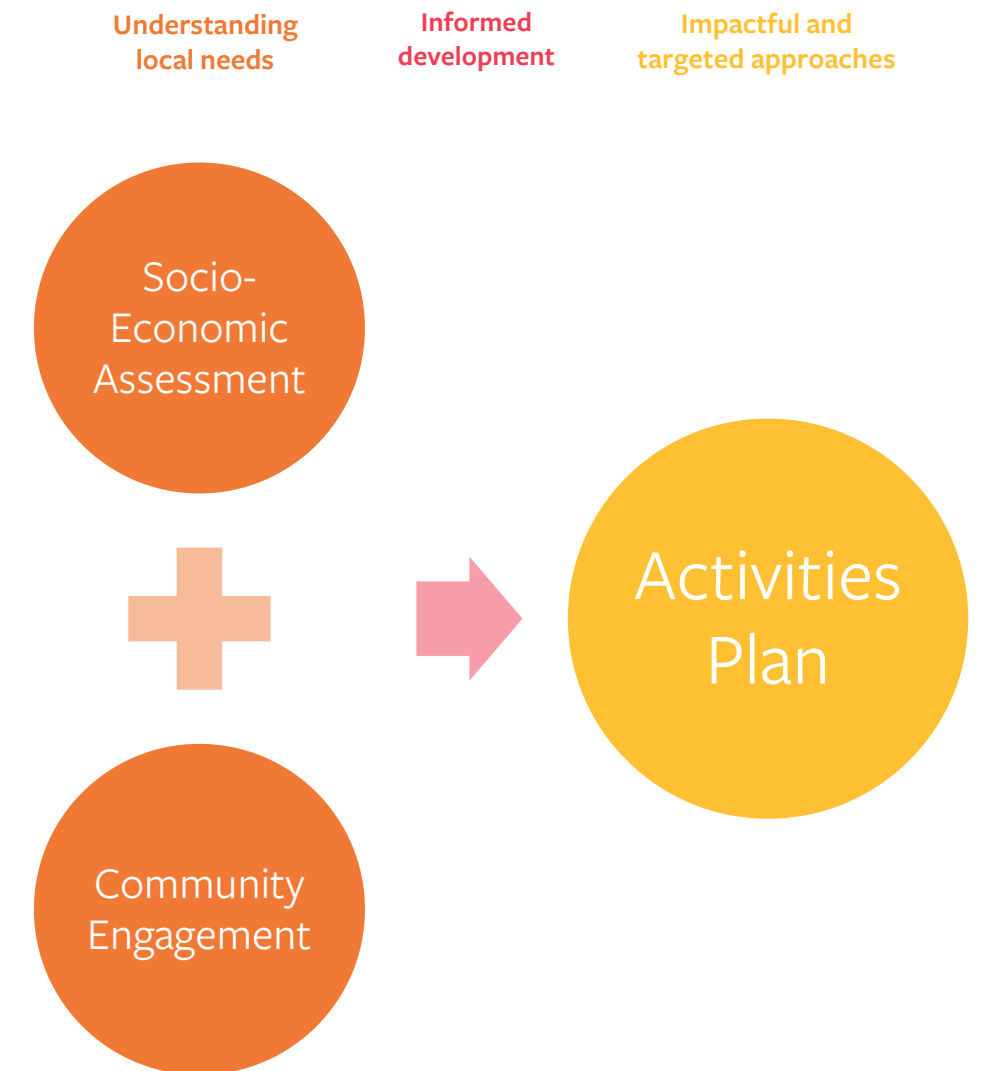 Understanding
local needs
Informed
development
Impactful and
targeted approaches
Socio-
Economic
Assessment
Activities
Plan
Community
Engagement